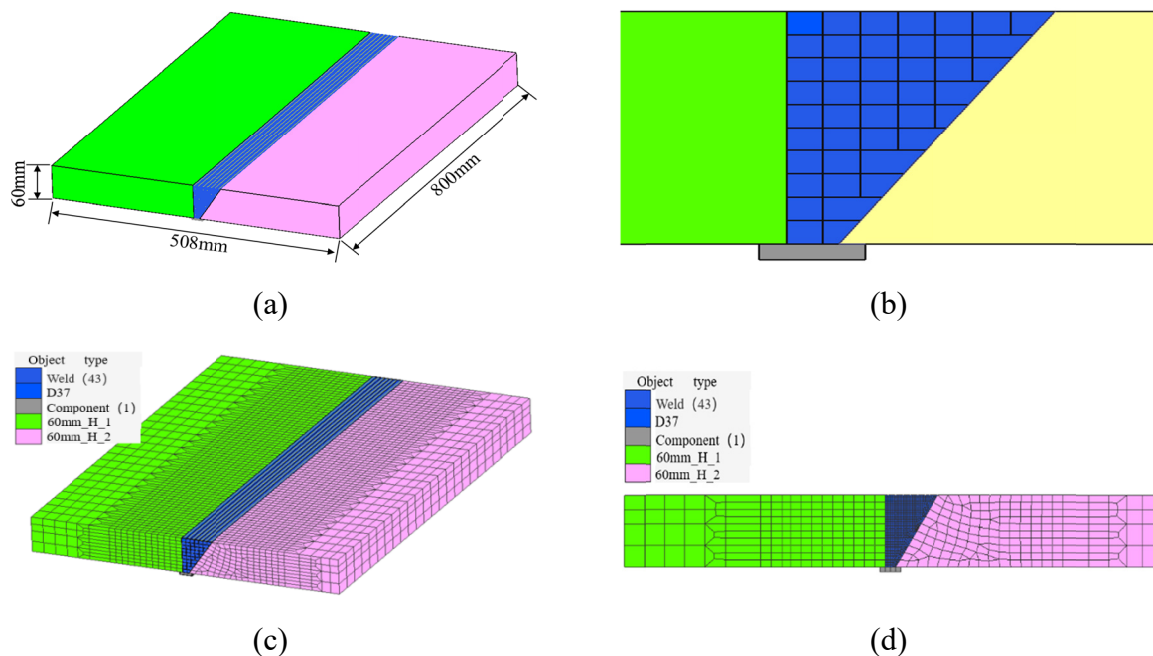 60mm
508mm
800mm
(a)
(b)
Object type
Weld (43)
D37
Component (1)
60mm_H_1
60mm_H_2
(c)
Object type
Weld (43)
D37
Component (1)
60mm_H_1
60mm_H_2
(d)